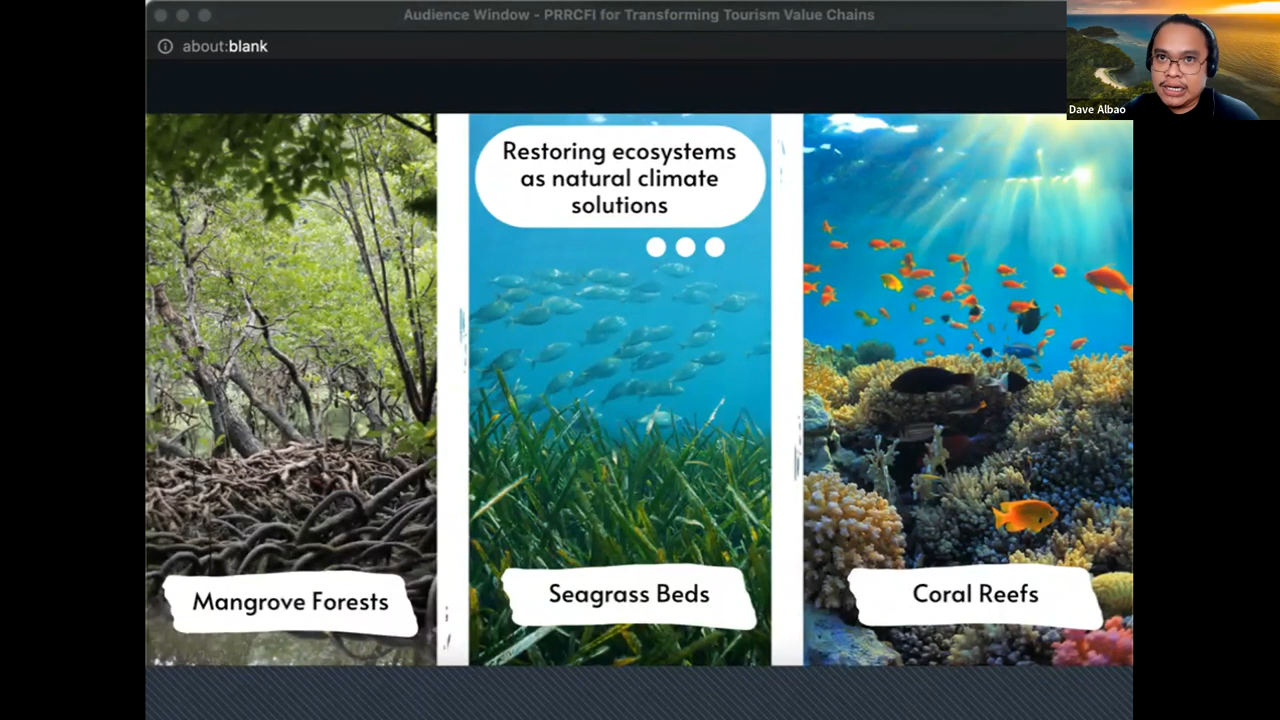 Audience Window - PRRCFI for Transforming Tourism Value Chains
about:blank
Dave Albao
Restoring ecosystems
as natural climate
solutions
Mangrove Forests
Seagrass Beds
Coral Reefs